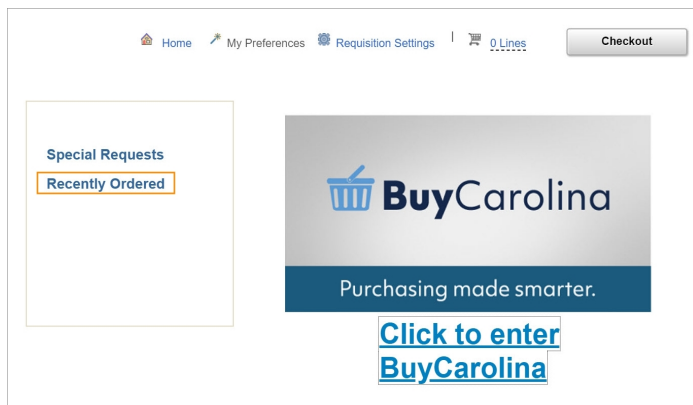 Home My Preferences Requisition Settings | 0 Lines Checkout
Special Requests
Recently Ordered
BuyCarolina
Purchasing made smarter.
Click to enter
BuyCarolina